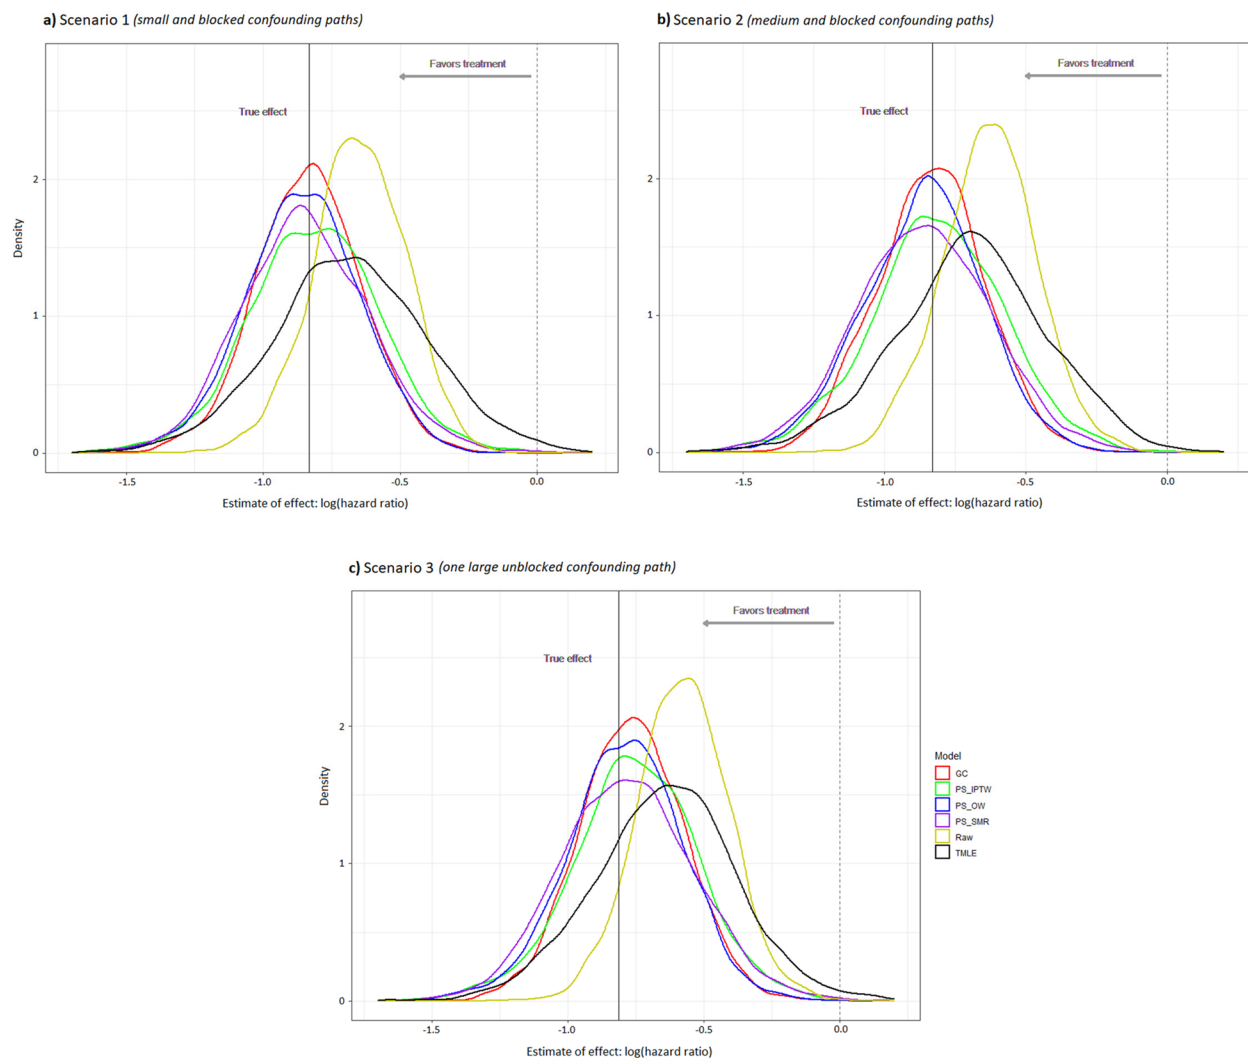 a) Scenario 1 (small and blocked confounding paths)
Favors treatment
True effect
2
1
0
Density
-1.5
-1.0
-0.5
0.0
Estimate of effect: log(hazard ratio)
b) Scenario 2 (medium and blocked confounding paths)
Favors treatment
True effect
2
1
0
Density
-1.5
-1.0
-0.5
0.0
Estimate of effect: log(hazard ratio)
c) Scenario 3 (one large unblocked confounding path)
Favors treatment
True effect
2
1
0
Density
-1.5
-1.0
-0.5
0.0
Estimate of effect: log(hazard ratio)
Model
GC
PS_IPTW
PS_OW
PS_SMR
Raw
TMLE